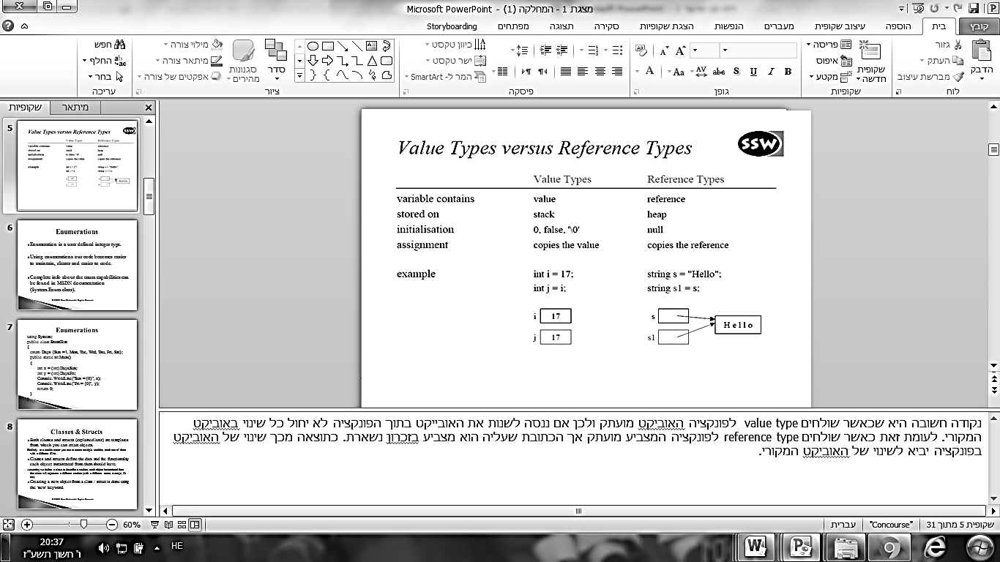 מצגת 1 - המחלקה (1) - Microsoft PowerPoint
קובץ בית הוספה עיצוב שקופית מעברים הנפשות הצגת שקופיות סקירה תצוגה מפתחים Storyboarding
הדבק
גזור
העתק
מברשת עיצוב
לוח
שקופית חדשה
פריסה
איפוס
מקטע
שקופיות
B I U S abc AV Aa A
גופן
פיסקה
כיוון טקסט
ישר טקסט
המר ל- SmartArt
סדר
סגנונות מהירים
מילוי צורה
מיתאר צורה
אפקטים של צורה
ציור
חפש
החלף
בחר
עריכה
שקופיות מיתאר
5
Value Types versus Reference Types
6
Enumerations
Enumeration is a user defined integer type.
Using enumerations our code becomes easier
to maintain, clearer and easier to code.
Complete info about the enum capabilities can
be found in MSDN documentation
(System.Enum class).
7
Enumerations
using System;
public class EnumTest
{
enum Days {Sun =1, Mon, Tue, Wed, Thu, Fri, Sat};
public static int Main()
{
int x = (int) Days.Sun;
int y = (int) Days.Fri;
Console.WriteLine("Sun = {0}", x);
Console.WriteLine("Fri = {0}", y);
return 0;
}
8
Classes & Structs
Both classes and structs (explained later) are templates
from which you can create objects.
Classes and structs define the data and the functionality
each object instantiated from them should have.
Creating a new object from a class / struct is done using
the 'new' keyword.
SSW
Value Types versus Reference Types
Value Types Reference Types
variable contains value reference
stored on stack heap
initialisation 0, false, '\0' null
assignment copies the value copies the reference
example int i = 17; string s = "Hello";
int j = i; string s1 = s;
i 17 s Hello
j 17 s1
נקודה חשובה היא שכאשר שולחים value type לפונקציה האוביקט מועתק ולכן אם ננסה לשנות את האובייקט בתוך הפונקציה לא יחול כל שינוי באוביקט
המקורי. לעומת זאת כאשר שולחים reference type לפונקציה המצביע מועתק אך הכתובת שעליה הוא מצביע בזכרון נשארת. כתוצאה מכך שינוי של האוביקט
בפונקציה יביא לשינוי של האוביקט המקורי.
שקופית 5 מתוך 31 "Concourse" עברית
60%
HE
20:37
ו' חשון תשע"ז